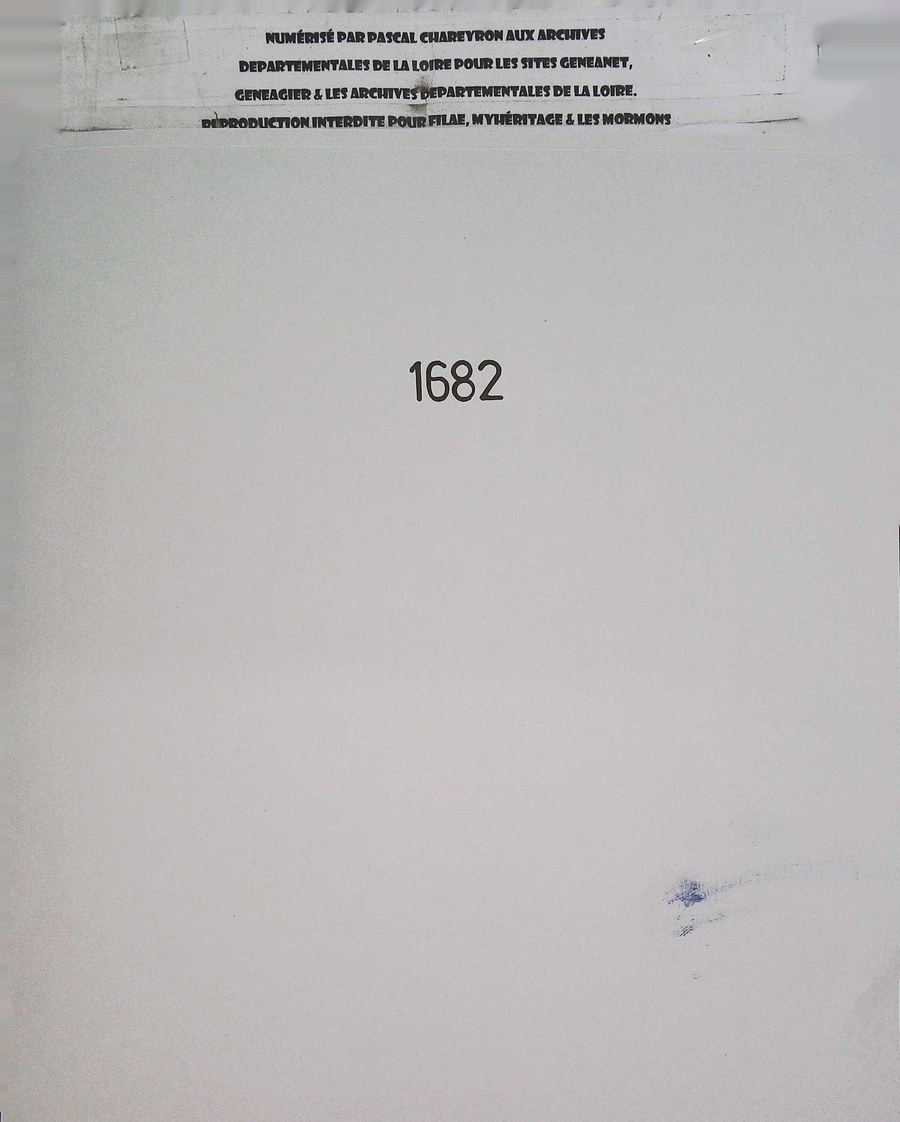 NUMÉRISÉ PAR PASCAL CHAREYRON AUX ARCHIVES
DEPARTEMENTALES DE LA LOIRE POUR LES SITES GENEANET,
GENEAGIER & LES ARCHIVES DEPARTEMENTALES DE LA LOIRE.
REPRODUCTION INTERDITE POUR FILAE, MYHÉRITAGE & LES MORMONS
1682